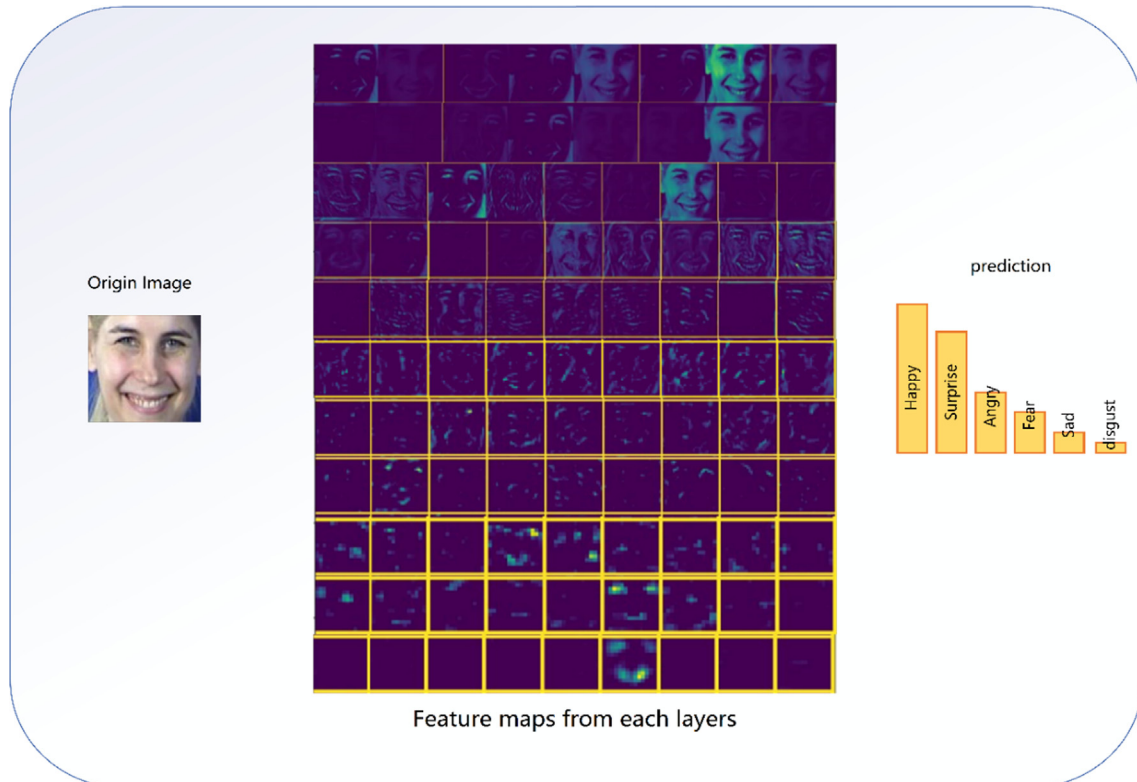 Origin Image
prediction
Happy
Surprise
Angry
Fear
Sad
disgust
Feature maps from each layers